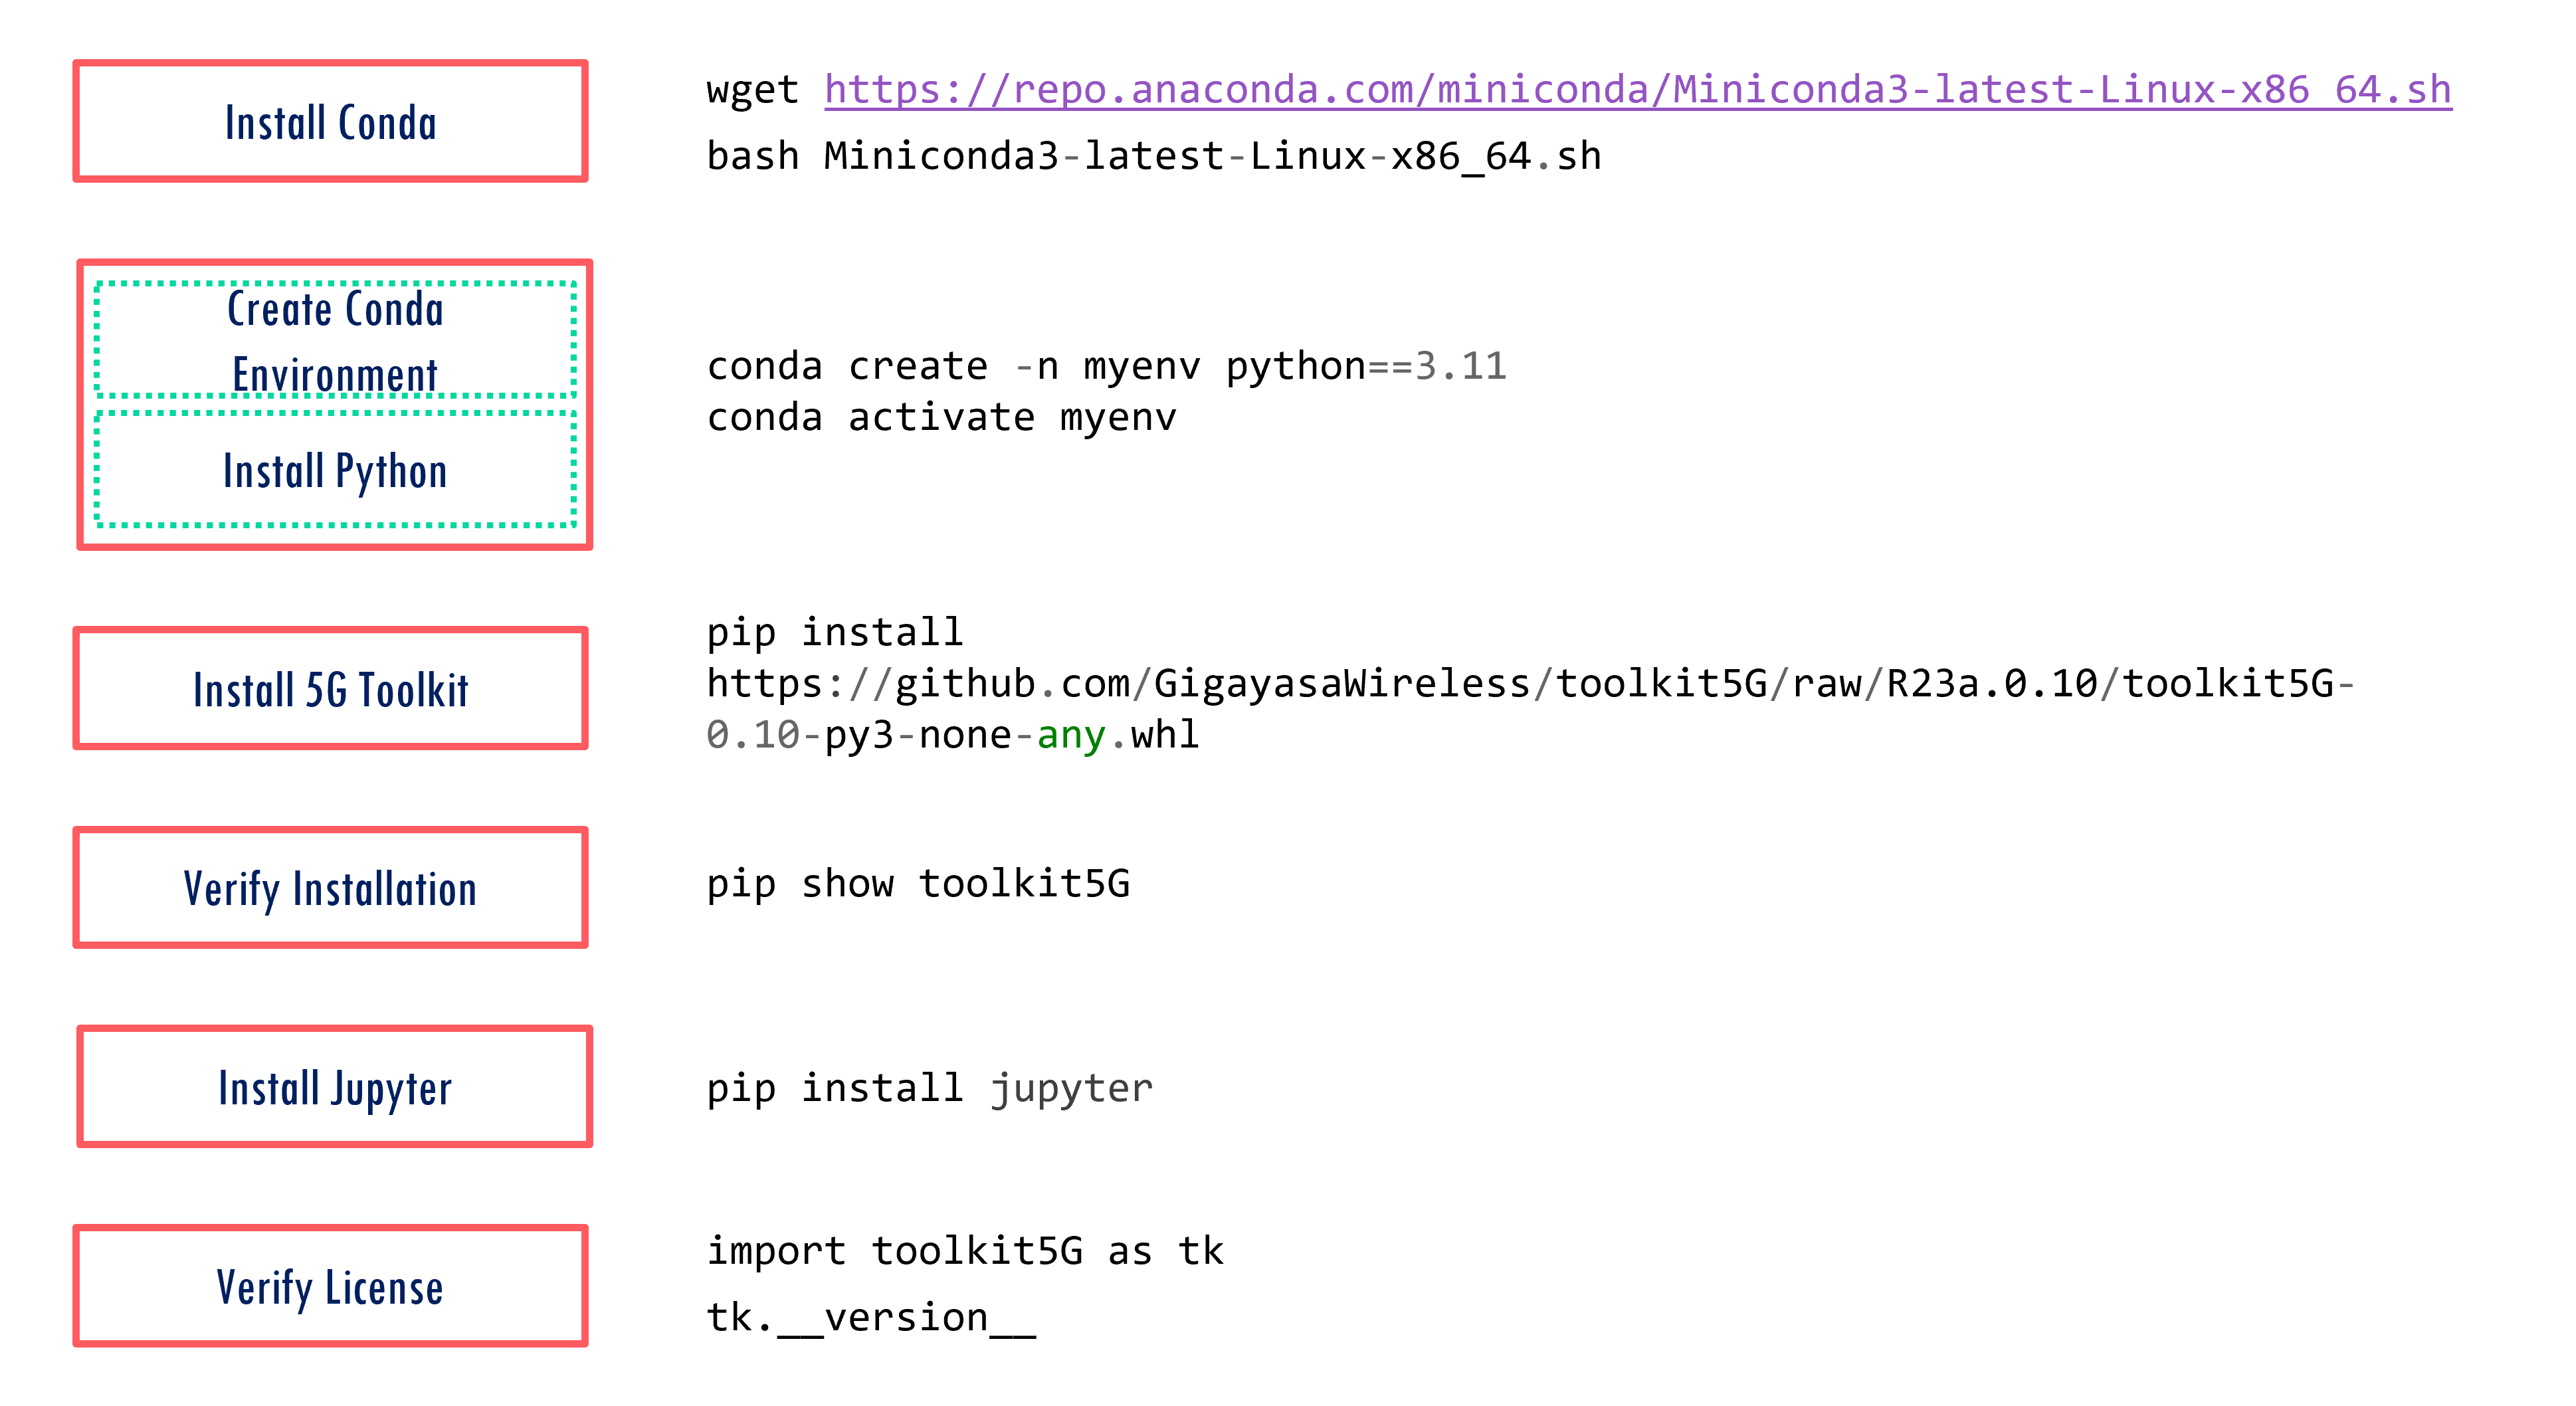 Install Conda
wget https://repo.anaconda.com/miniconda/Miniconda3-latest-Linux-x86_64.sh
bash Miniconda3-latest-Linux-x86_64.sh
Create Conda
Environment
Install Python
conda create -n myenv python==3.11
conda activate myenv
Install 5G Toolkit
pip install
https://github.com/GigayasaWireless/toolkit5G/raw/R23a.0.10/toolkit5G-
0.10-py3-none-any.whl
Verify Installation
pip show toolkit5G
Install Jupyter
pip install jupyter
Verify License
import toolkit5G as tk
tk.__version__